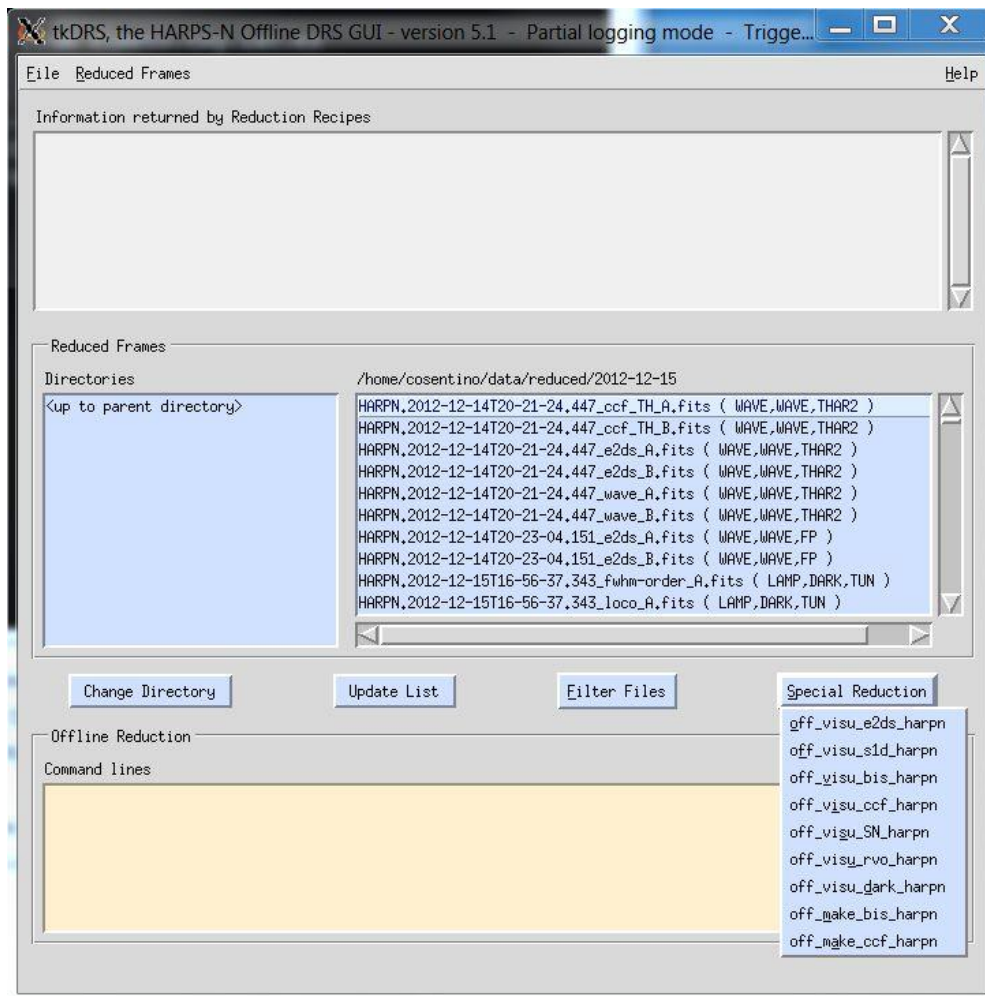 tkDRS, the HARPS-N Offline DRS GUI - version 5.1 - Partial logging mode - Trigge...
File Reduced Frames Help
Information returned by Reduction Recipes
Reduced Frames
Directories /home/cosentino/data/reduced/2012-12-15
<up to parent directory>
HARPN.2012-12-14T20-21-24.447_ccf_TH_A.fits ( WAVE,WAVE,THAR2 )
HARPN.2012-12-14T20-21-24.447_ccf_TH_B.fits ( WAVE,WAVE,THAR2 )
HARPN.2012-12-14T20-21-24.447_e2ds_A.fits ( WAVE,WAVE,THAR2 )
HARPN.2012-12-14T20-21-24.447_e2ds_B.fits ( WAVE,WAVE,THAR2 )
HARPN.2012-12-14T20-21-24.447_wave_A.fits ( WAVE,WAVE,THAR2 )
HARPN.2012-12-14T20-21-24.447_wave_B.fits ( WAVE,WAVE,THAR2 )
HARPN.2012-12-14T20-23-04.151_e2ds_A.fits ( WAVE,WAVE,FP )
HARPN.2012-12-14T20-23-04.151_e2ds_B.fits ( WAVE,WAVE,FP )
HARPN.2012-12-15T16-56-37.343_fwhm-order_A.fits ( LAMP,DARK,TUN )
HARPN.2012-12-15T16-56-37.343_loco_A.fits ( LAMP,DARK,TUN )
Change Directory Update List Filter Files Special Reduction
off_visu_e2ds_harpn
off_visu_s1d_harpn
off_visu_bis_harpn
off_visu_ccf_harpn
off_visu_SN_harpn
off_visu_rvo_harpn
off_visu_dark_harpn
off_make_bis_harpn
off_make_ccf_harpn
Offline Reduction
Command lines